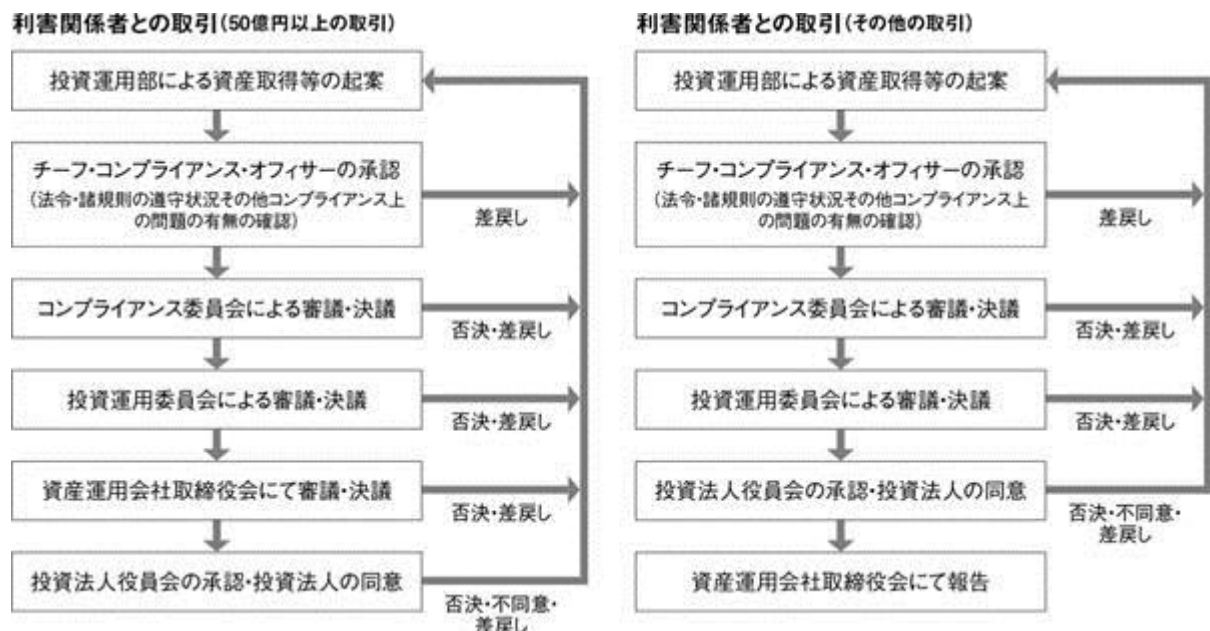 利害関係者との取引(50億円以上の取引)
投資運用部による資産取得等の起案
チーフ・コンプライアンス・オフィサーの承認
(法令・諸規則の遵守状況その他コンプライアンス上
の問題の有無の確認)
差戻し
コンプライアンス委員会による審議・決議
否決・差戻し
投資運用委員会による審議・決議
否決・差戻し
資産運用会社取締役会にて審議・決議
否決・差戻し
投資法人役員会の承認・投資法人の同意
否決・不同意・
差戻し
利害関係者との取引(その他の取引)
投資運用部による資産取得等の起案
チーフ・コンプライアンス・オフィサーの承認
(法令・諸規則の遵守状況その他コンプライアンス上
の問題の有無の確認)
差戻し
コンプライアンス委員会による審議・決議
否決・差戻し
投資運用委員会による審議・決議
否決・差戻し
投資法人役員会の承認・投資法人の同意
否決・不同意・
差戻し
資産運用会社取締役会にて報告